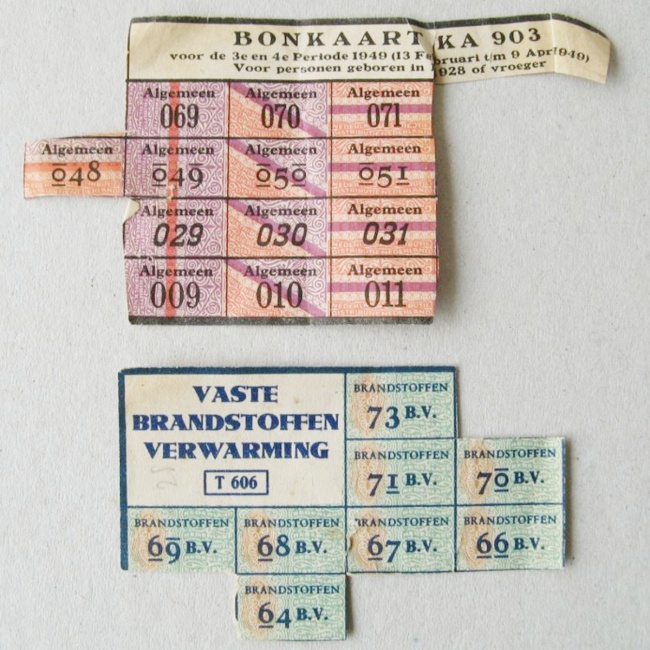 BONKAART KA 903
voor de 3e en 4e Periode 1949 (13 Februari t/m 9 April 1949)
Voor personen geboren in 1928 of vroeger
Algemeen 069 Algemeen 070 Algemeen 071
Algemeen 048 Algemeen 049 Algemeen 050 Algemeen 051
Algemeen 029 Algemeen 030 Algemeen 031
Algemeen 009 Algemeen 010 Algemeen 011
VASTE
BRANDSTOFFEN
VERWARMING
T 606
BRANDSTOFFEN
73 B.V.
BRANDSTOFFEN BRANDSTOFFEN
71 B.V. 70 B.V.
BRANDSTOFFEN BRANDSTOFFEN BRANDSTOFFEN BRANDSTOFFEN
69 B.V. 68 B.V. 67 B.V. 66 B.V.
BRANDSTOFFEN
64 B.V.